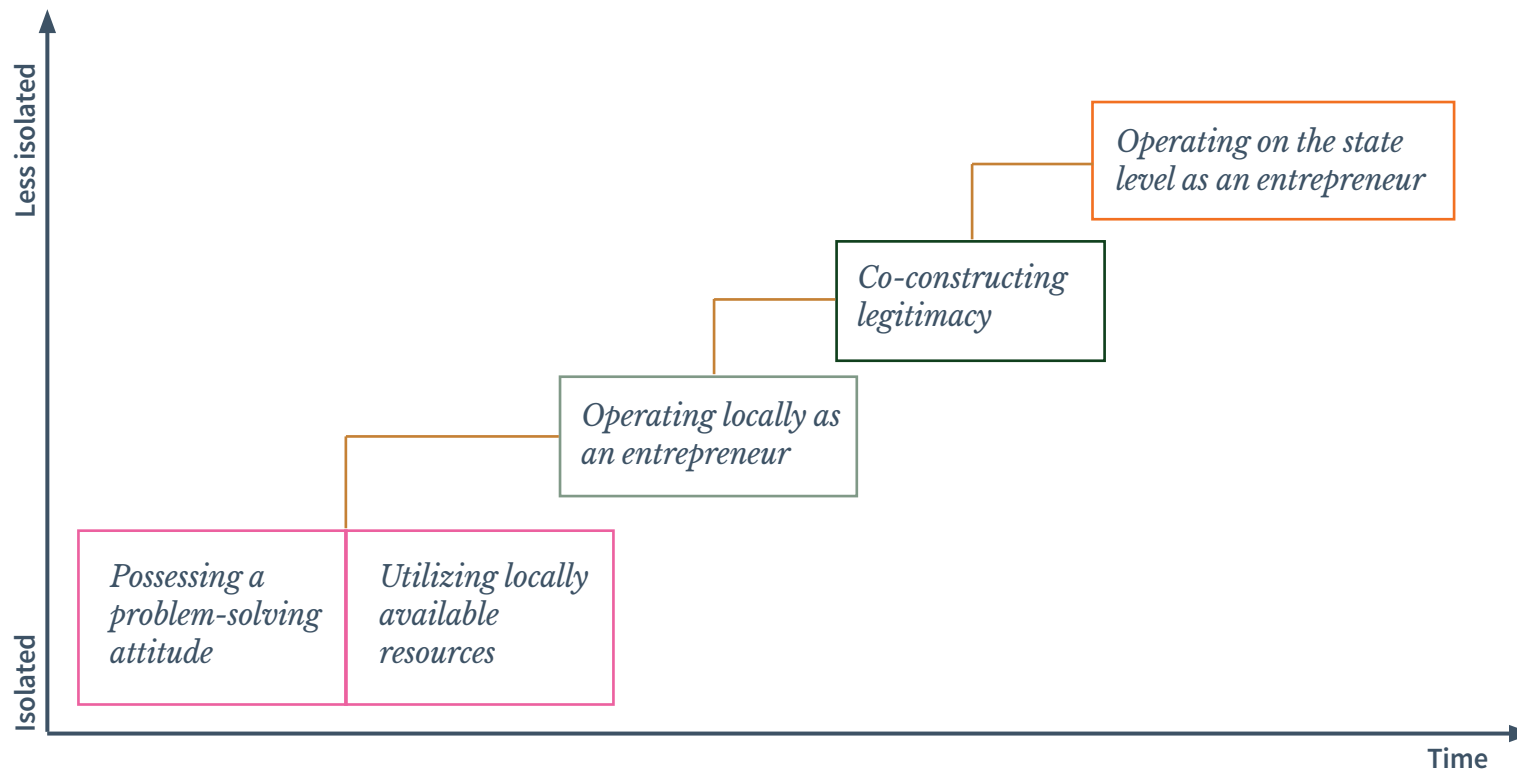 Less isolated
Operating on the state
level as an entrepreneur
Co-constructing
legitimacy
Operating locally as
an entrepreneur
Possessing a
problem-solving
attitude
Utilizing locally
available
resources
Isolated
Time